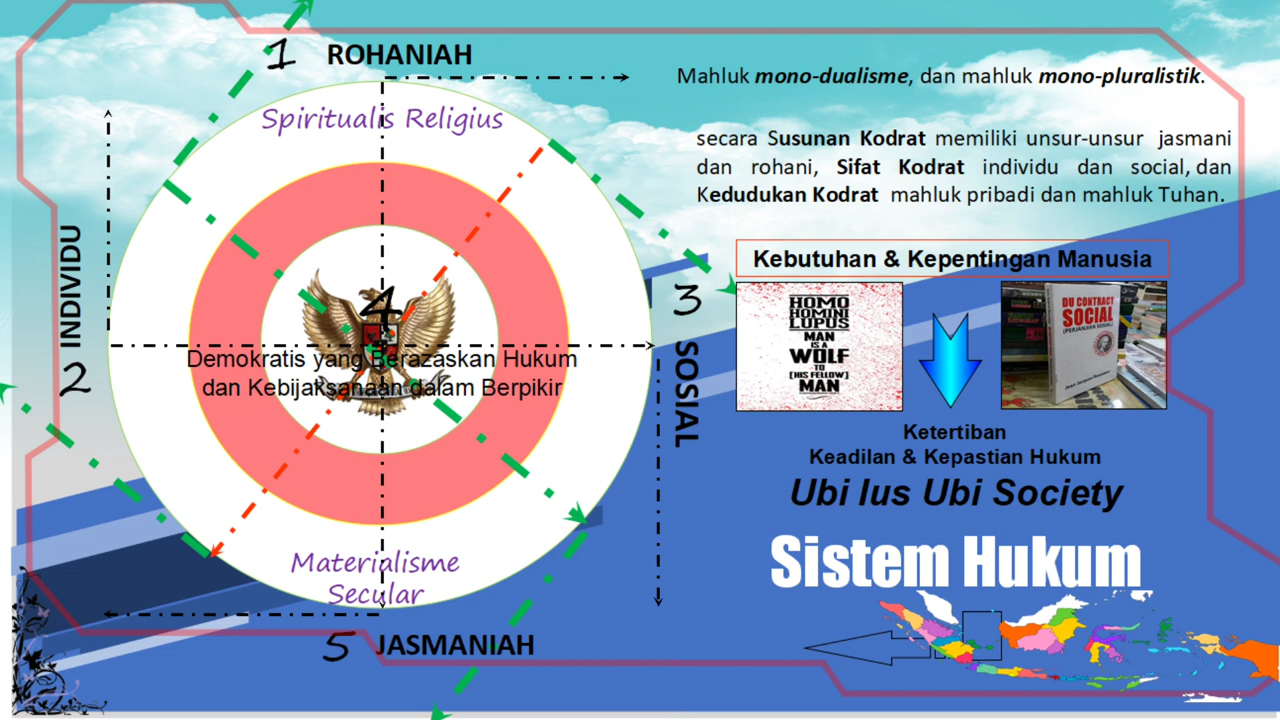 1 ROHANIAH
Spiritualis Religius
INDIVIDU
2
3
SOSIAL
4
Demokratis yang Berazaskan Hukum
dan Kebijaksanaan dalam Berpikir
Materialisme
Secular
5 JASMANIAH
Mahluk mono-dualisme, dan mahluk mono-pluralistik.
secara Susunan Kodrat memiliki unsur-unsur jasmani
dan rohani, Sifat Kodrat individu dan social, dan
Kedudukan Kodrat mahluk pribadi dan mahluk Tuhan.
Kebutuhan & Kepentingan Manusia
HOMO
HOMINI
LUPUS
MAN
IS A
WOLF
TO
[HIS FELLOW]
MAN
DU CONTRACT
SOCIAL
(PERJANJIAN SOSIAL)
Ketertiban
Keadilan & Kepastian Hukum
Ubi Ius Ubi Society
Sistem Hukum